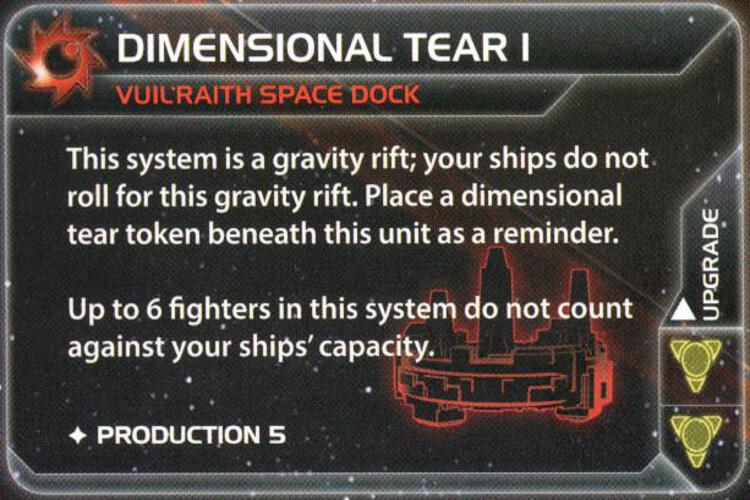 DIMENSIONAL TEAR I
VUIL'RAITH SPACE DOCK
This system is a gravity rift; your ships do not
roll for this gravity rift. Place a dimensional
tear token beneath this unit as a reminder.
Up to 6 fighters in this system do not count
against your ships' capacity.
✦ PRODUCTION 5
UPGRADE